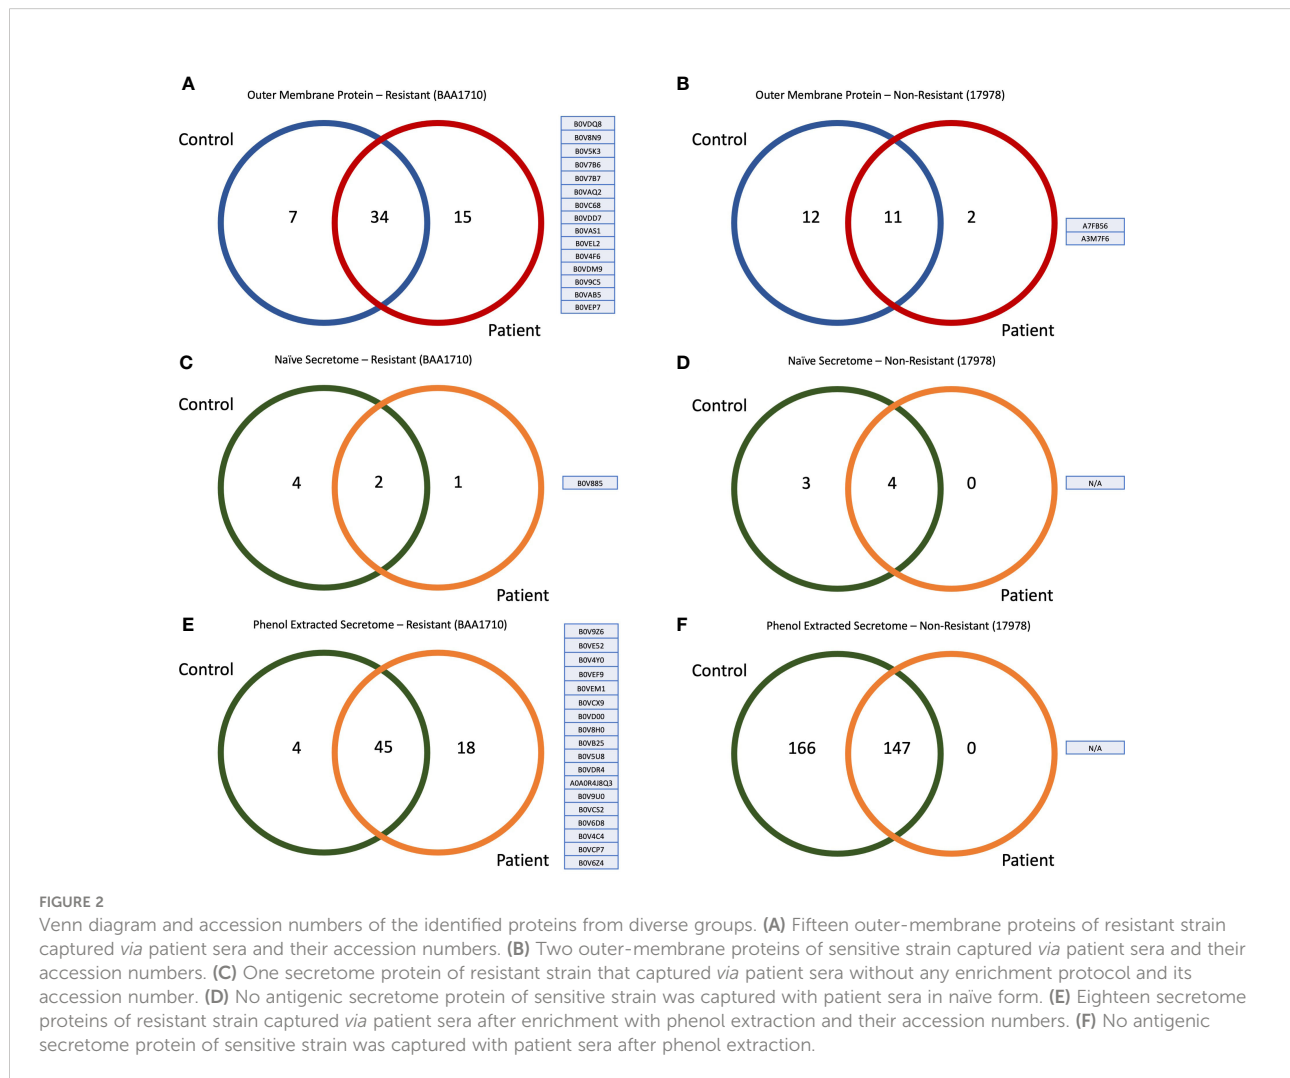 A
Outer Membrane Protein – Resistant (BAA1710)
Control
7
34
15
Patient
B0VDQ8
B0V8N9
B0V5K3
B0V7B6
B0V7B7
B0VAQ2
B0VC68
B0VDD7
B0VAS1
B0VEL2
B0V4F6
B0VDM9
B0V9C5
B0VAB5
B0VEP7
B
Outer Membrane Protein – Non-Resistant (17978)
Control
12
11
2
Patient
A7FB56
A3M7F6
C
Naïve Secretome – Resistant (BAA1710)
Control
4
2
1
Patient
B0V885
D
Naïve Secretome – Non-Resistant (17978)
Control
3
4
0
Patient
N/A
E
Phenol Extracted Secretome – Resistant (BAA1710)
Control
4
45
18
Patient
B0V9Z6
B0VE52
B0V4Y0
B0VEF9
B0VEM1
B0VCX9
B0VD00
B0V8H0
B0VB25
B0V5U8
B0VDR4
A0A0R4J8Q3
B0V9U0
B0VCS2
B0V6D8
B0V4C4
B0VCP7
B0V6Z4
F
Phenol Extracted Secretome – Non-Resistant (17978)
Control
166
147
0
Patient
N/A
FIGURE 2
Venn diagram and accession numbers of the identified proteins from diverse groups. (A) Fifteen outer-membrane proteins of resistant strain
captured via patient sera and their accession numbers. (B) Two outer-membrane proteins of sensitive strain captured via patient sera and their
accession numbers. (C) One secretome protein of resistant strain that captured via patient sera without any enrichment protocol and its
accession number. (D) No antigenic secretome protein of sensitive strain was captured with patient sera in naïve form. (E) Eighteen secretome
proteins of resistant strain captured via patient sera after enrichment with phenol extraction and their accession numbers. (F) No antigenic
secretome protein of sensitive strain was captured with patient sera after phenol extraction.